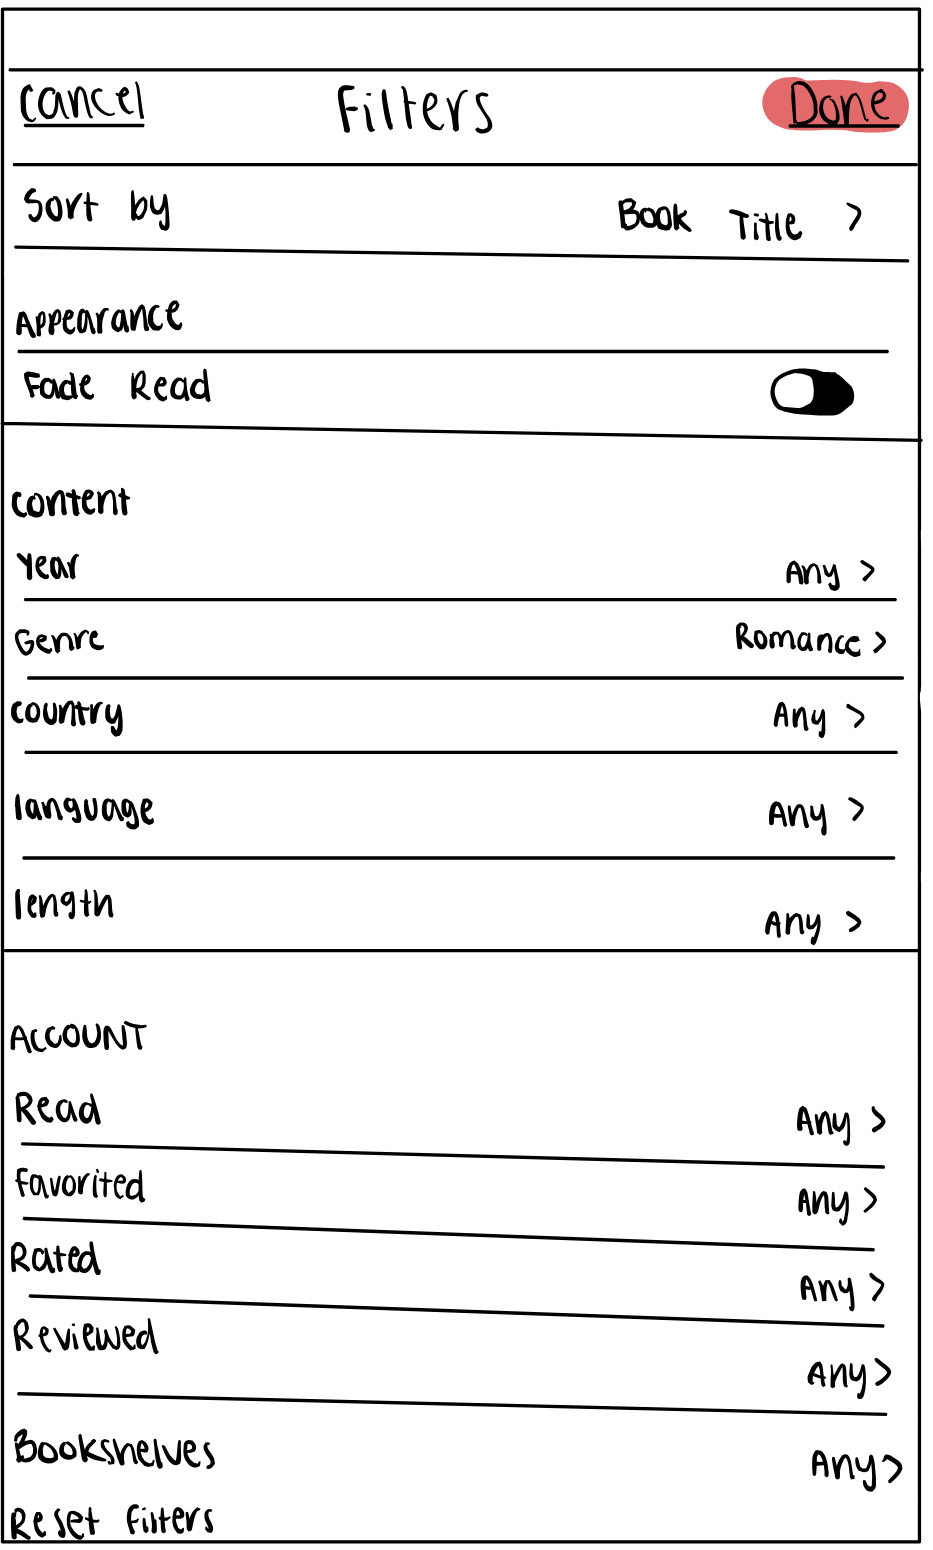 Cancel Filters Done
Sort by Book Title >
Appearance
Fade Read
Content
Year Any >
Genre Romance >
Country Any >
language Any >
length Any >
ACCOUNT
Read Any >
Favorited Any >
Rated Any >
Reviewed Any >
Bookshelves Any >
Reset Filters